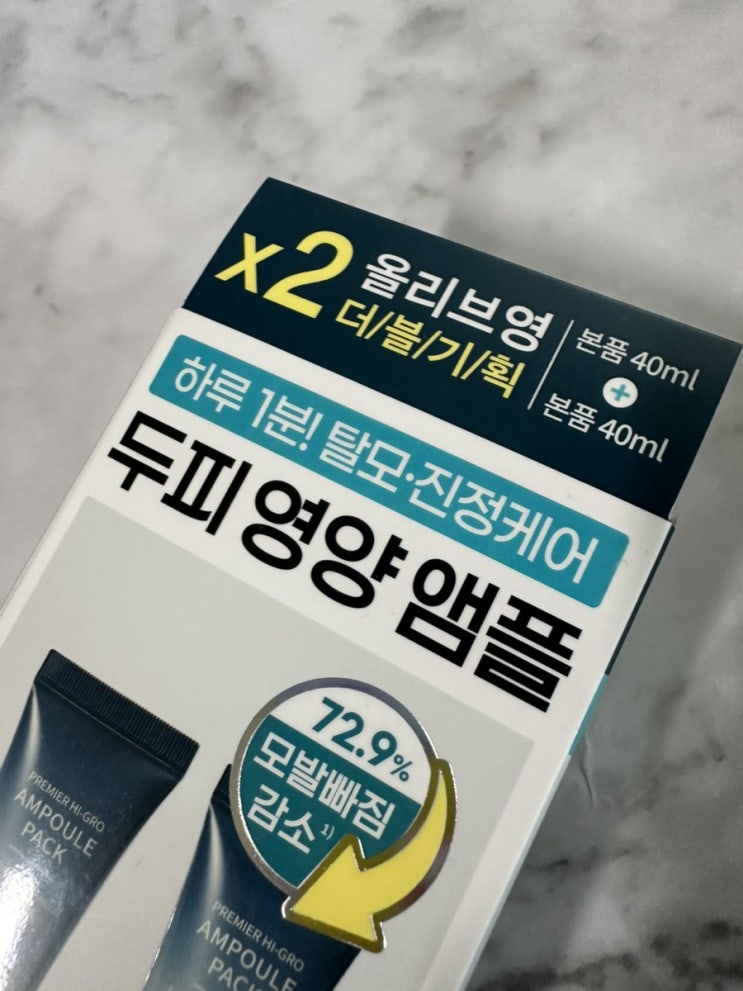 x2 올리브영
더/블/기/획
본품 40ml
+
본품 40ml
하루 1분! 탈모·진정케어
두피 영양 앰플
72.9%
모발빠짐
감소 1)
PREMIER HI-GRO
AMPOULE
PACK
PREMIER HI-GRO
AMPOULE
PACK